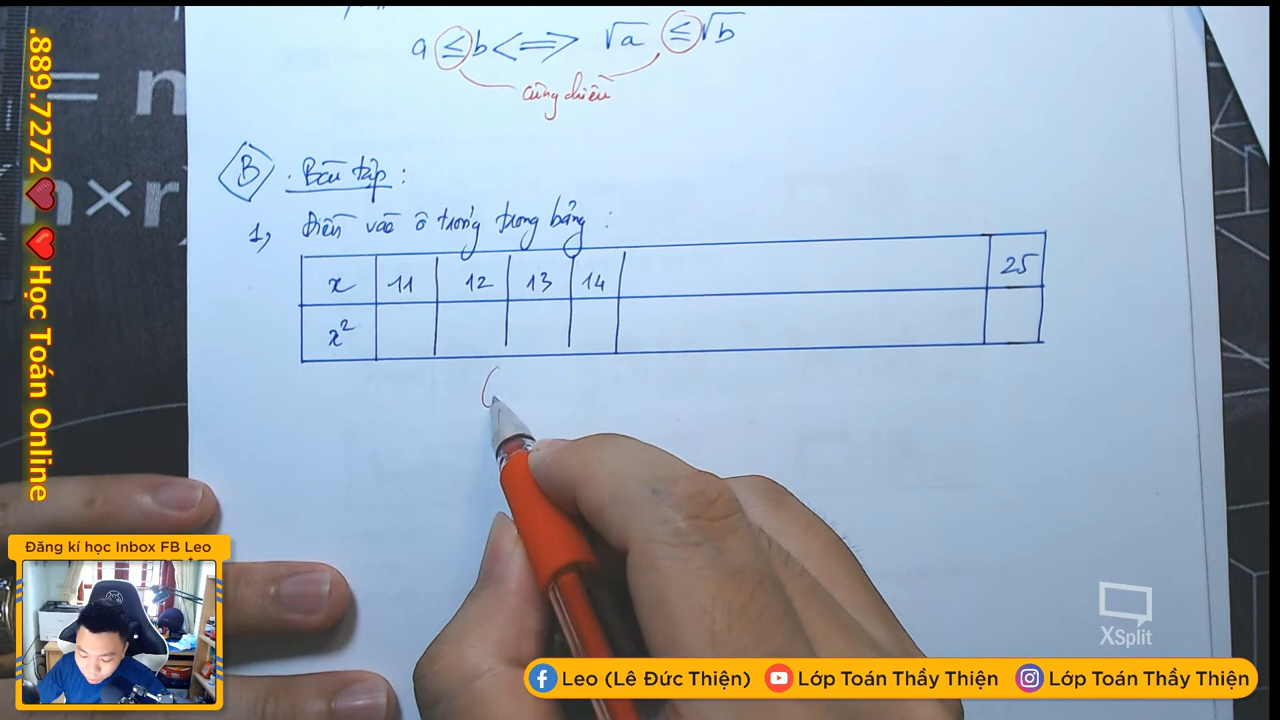 a ≤ b <=> √a ≤ √b
cùng chiều
B . Bài tập :
1, Điền vào ô trống trong bảng :
x 11 12 13 14 25
x²
.889.7272❤️ ❤️ Học Toán Online
= n
n×r
Đăng kí học Inbox FB Leo
XSplit
Leo (Lê Đức Thiện) Lớp Toán Thầy Thiện Lớp Toán Thầy Thiện